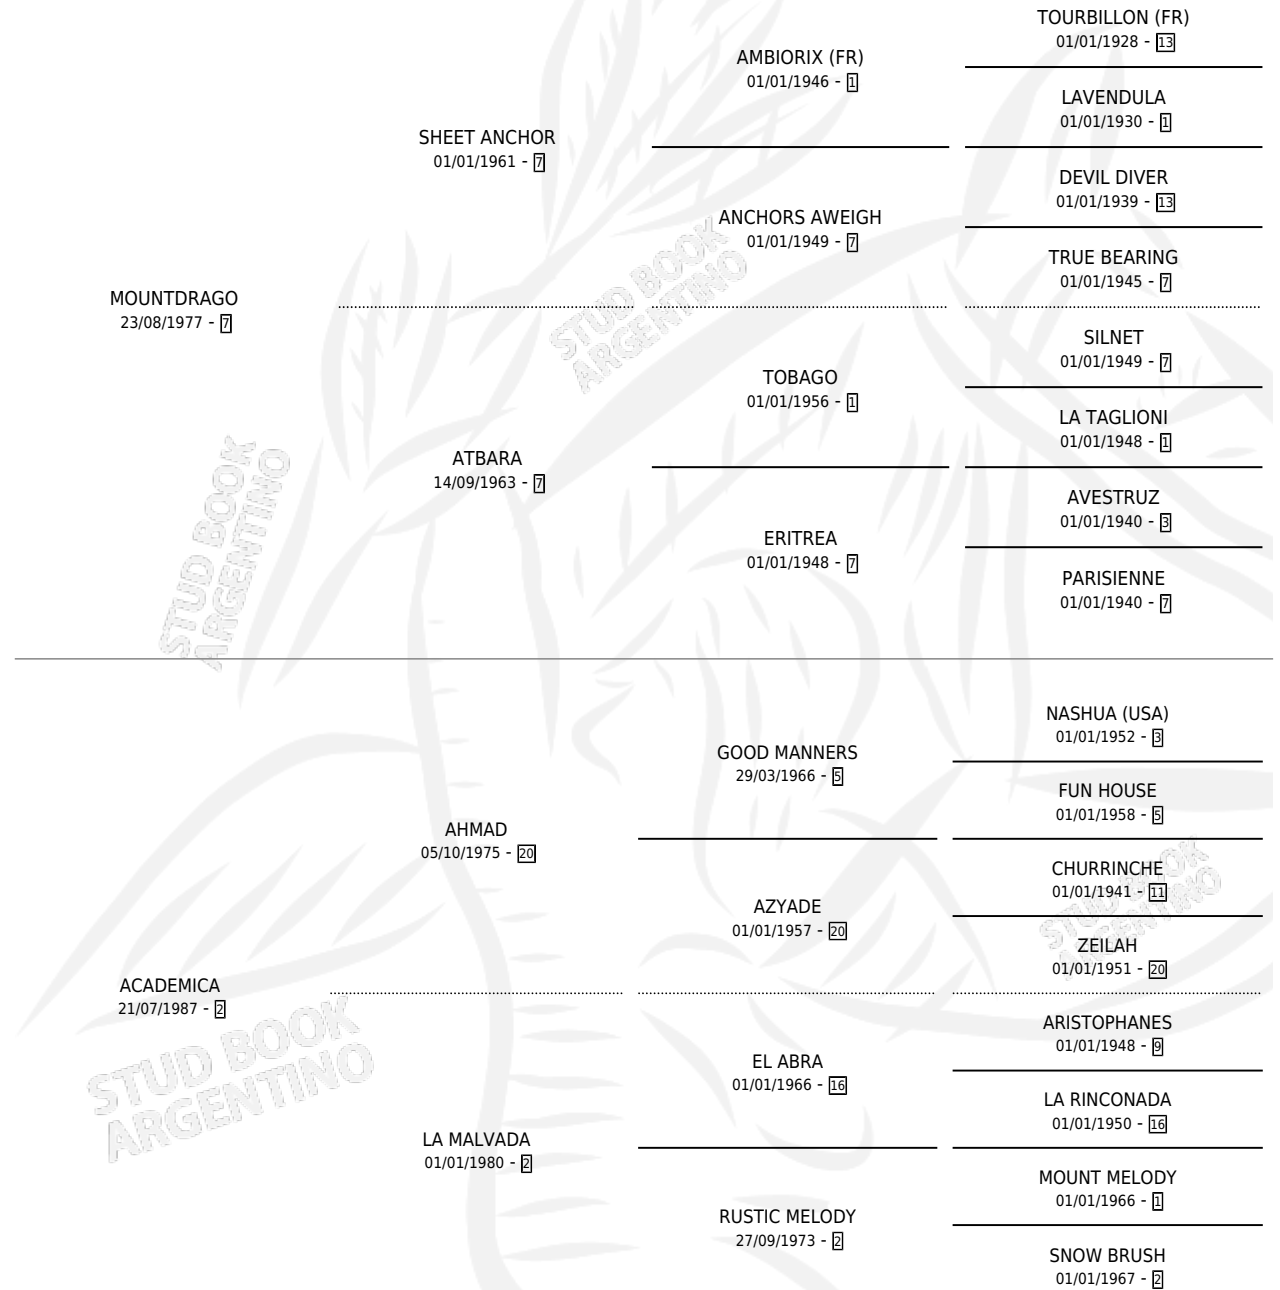 TOURBILLON (FR)
01/01/1928 - 13
AMBIORIX (FR)
01/01/1946 - 1
LAVENDULA
01/01/1930 - 1
SHEET ANCHOR
01/01/1961 - 7
DEVIL DIVER
01/01/1939 - 13
ANCHORS AWEIGH
01/01/1949 - 7
TRUE BEARING
01/01/1945 - 7
MOUNTDRAGO
23/08/1977 - 7
STUD BOOK
ARGENTINO
SILNET
01/01/1949 - 7
TOBAGO
01/01/1956 - 1
LA TAGLIONI
01/01/1948 - 1
ATBARA
14/09/1963 - 7
AVESTRUZ
01/01/1940 - 3
ERITREA
01/01/1948 - 7
PARISIENNE
01/01/1940 - 7
STUD BOOK
ARGENTINO
NASHUA (USA)
01/01/1952 - 3
GOOD MANNERS
29/03/1966 - 5
FUN HOUSE
01/01/1958 - 5
AHMAD
05/10/1975 - 20
CHURRINCHE
01/01/1941 - 11
AZYADE
01/01/1957 - 20
STUD BOOK
ARGENTINO
ZEILAH
01/01/1951 - 20
ACADEMICA
21/07/1987 - 2
STUD BOOK
ARGENTINO
ARISTOPHANES
01/01/1948 - 9
EL ABRA
01/01/1966 - 16
LA RINCONADA
01/01/1950 - 16
LA MALVADA
01/01/1980 - 2
MOUNT MELODY
01/01/1966 - 1
RUSTIC MELODY
27/09/1973 - 2
SNOW BRUSH
01/01/1967 - 2